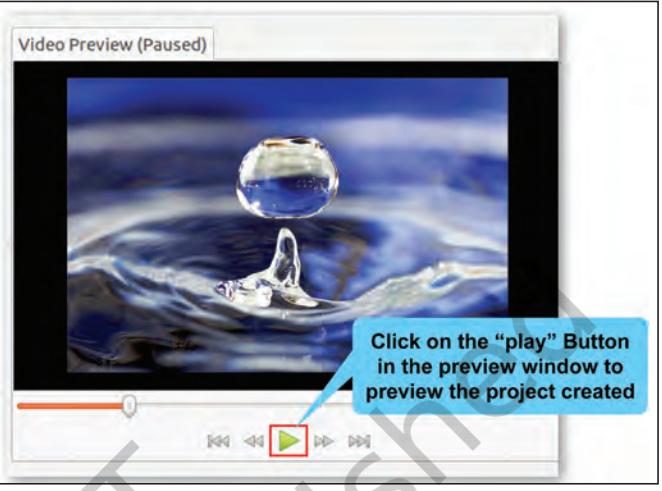 Video Preview (Paused)
Click on the “play” Button
in the preview window to
preview the project created